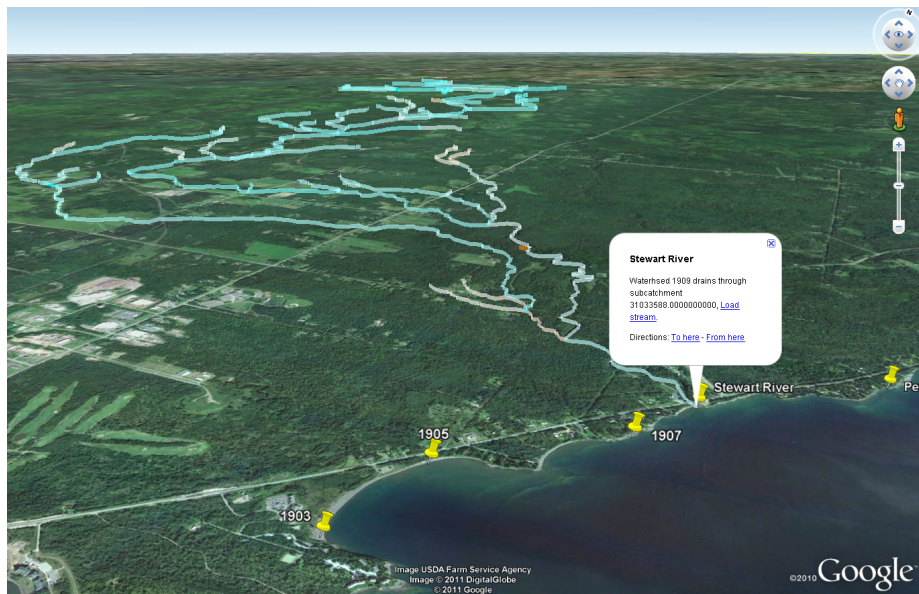 N
Stewart River
Waterhsed 1909 drains through
subcatchment
31033588.0000000000, Load
stream.
Directions: To here - From here
Stewart River
Pe
1905
1907
1903
Image USDA Farm Service Agency
Image © 2011 DigitalGlobe
© 2011 Google
©2010 Google